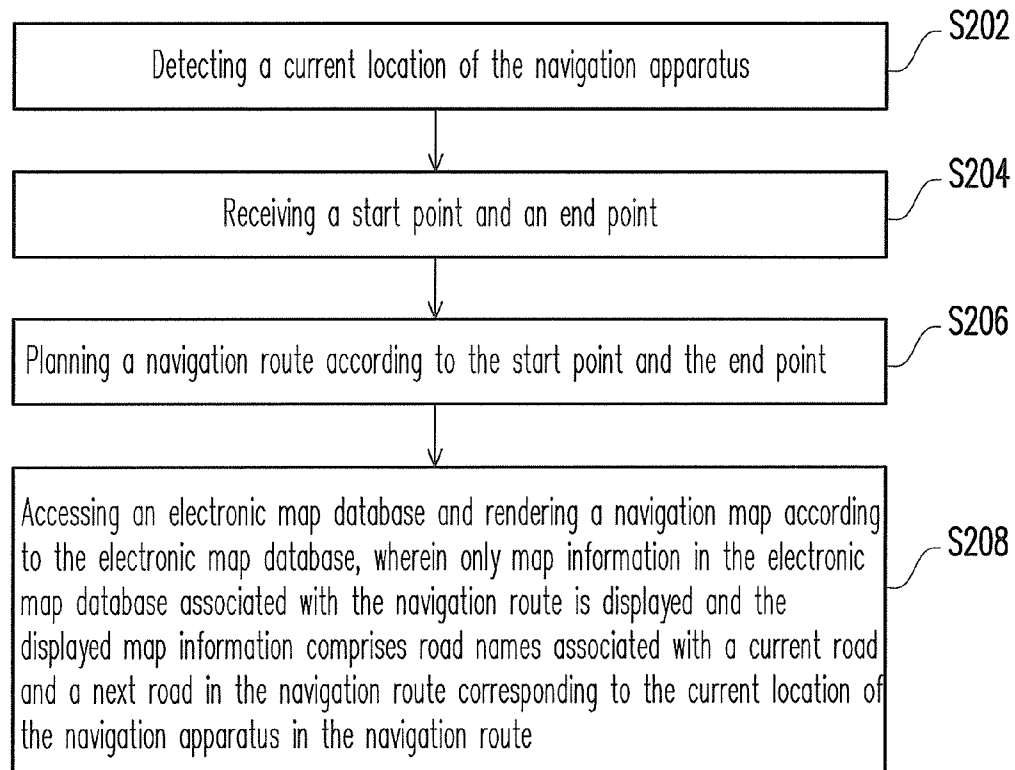 S202
Detecting a current location of the navigation apparatus
S204
Receiving a start point and an end point
S206
Planning a navigation route according to the start point and the end point
S208
Accessing an electronic map database and rendering a navigation map according
to the electronic map database, wherein only map information in the electronic
map database associated with the navigation route is displayed and the
displayed map information comprises road names associated with a current road
and a next road in the navigation route corresponding to the current location of
the navigation apparatus in the navigation route